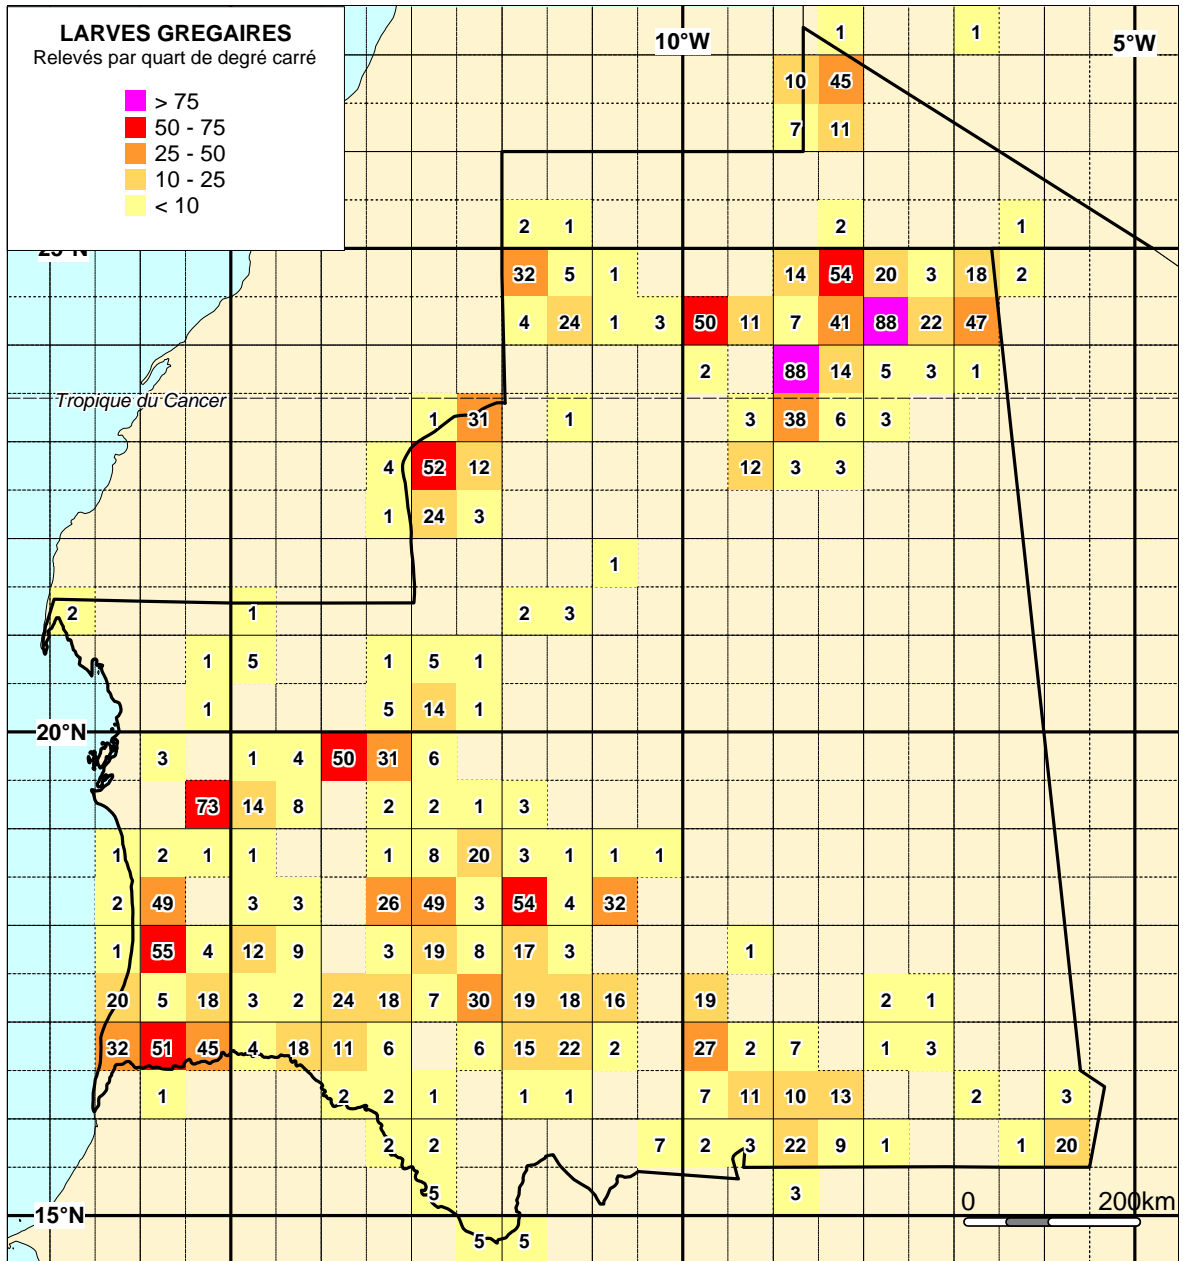 LARVES GREGAIRES
Relevés par quart de degré carré
> 75
50 - 75
25 - 50
10 - 25
< 10
10°W
5°W
1 1
10 45
7 11
2 1 2 1
25°N
32 5 1 14 54 20 3 18 2
4 24 1 3 50 11 7 41 88 22 47
2 88 14 5 3 1
Tropique du Cancer
1 31 1 3 38 6 3
4 52 12 12 3 3
1 24 3
1
2 1 2 3
1 5 1 5 1
1 5 14 1
20°N
3 1 4 50 31 6
73 14 8 2 2 1 3
1 2 1 1 1 8 20 3 1 1 1
2 49 3 3 26 49 3 54 4 32
1 55 4 12 9 3 19 8 17 3 1
20 5 18 3 2 24 18 7 30 19 18 16 19 2 1
32 51 45 4 18 11 6 6 15 22 2 27 2 7 1 3
1 2 2 1 1 1 7 11 10 13 2 3
2 2 7 2 3 22 9 1 1 20
5 3
15°N
0 200km
5 5